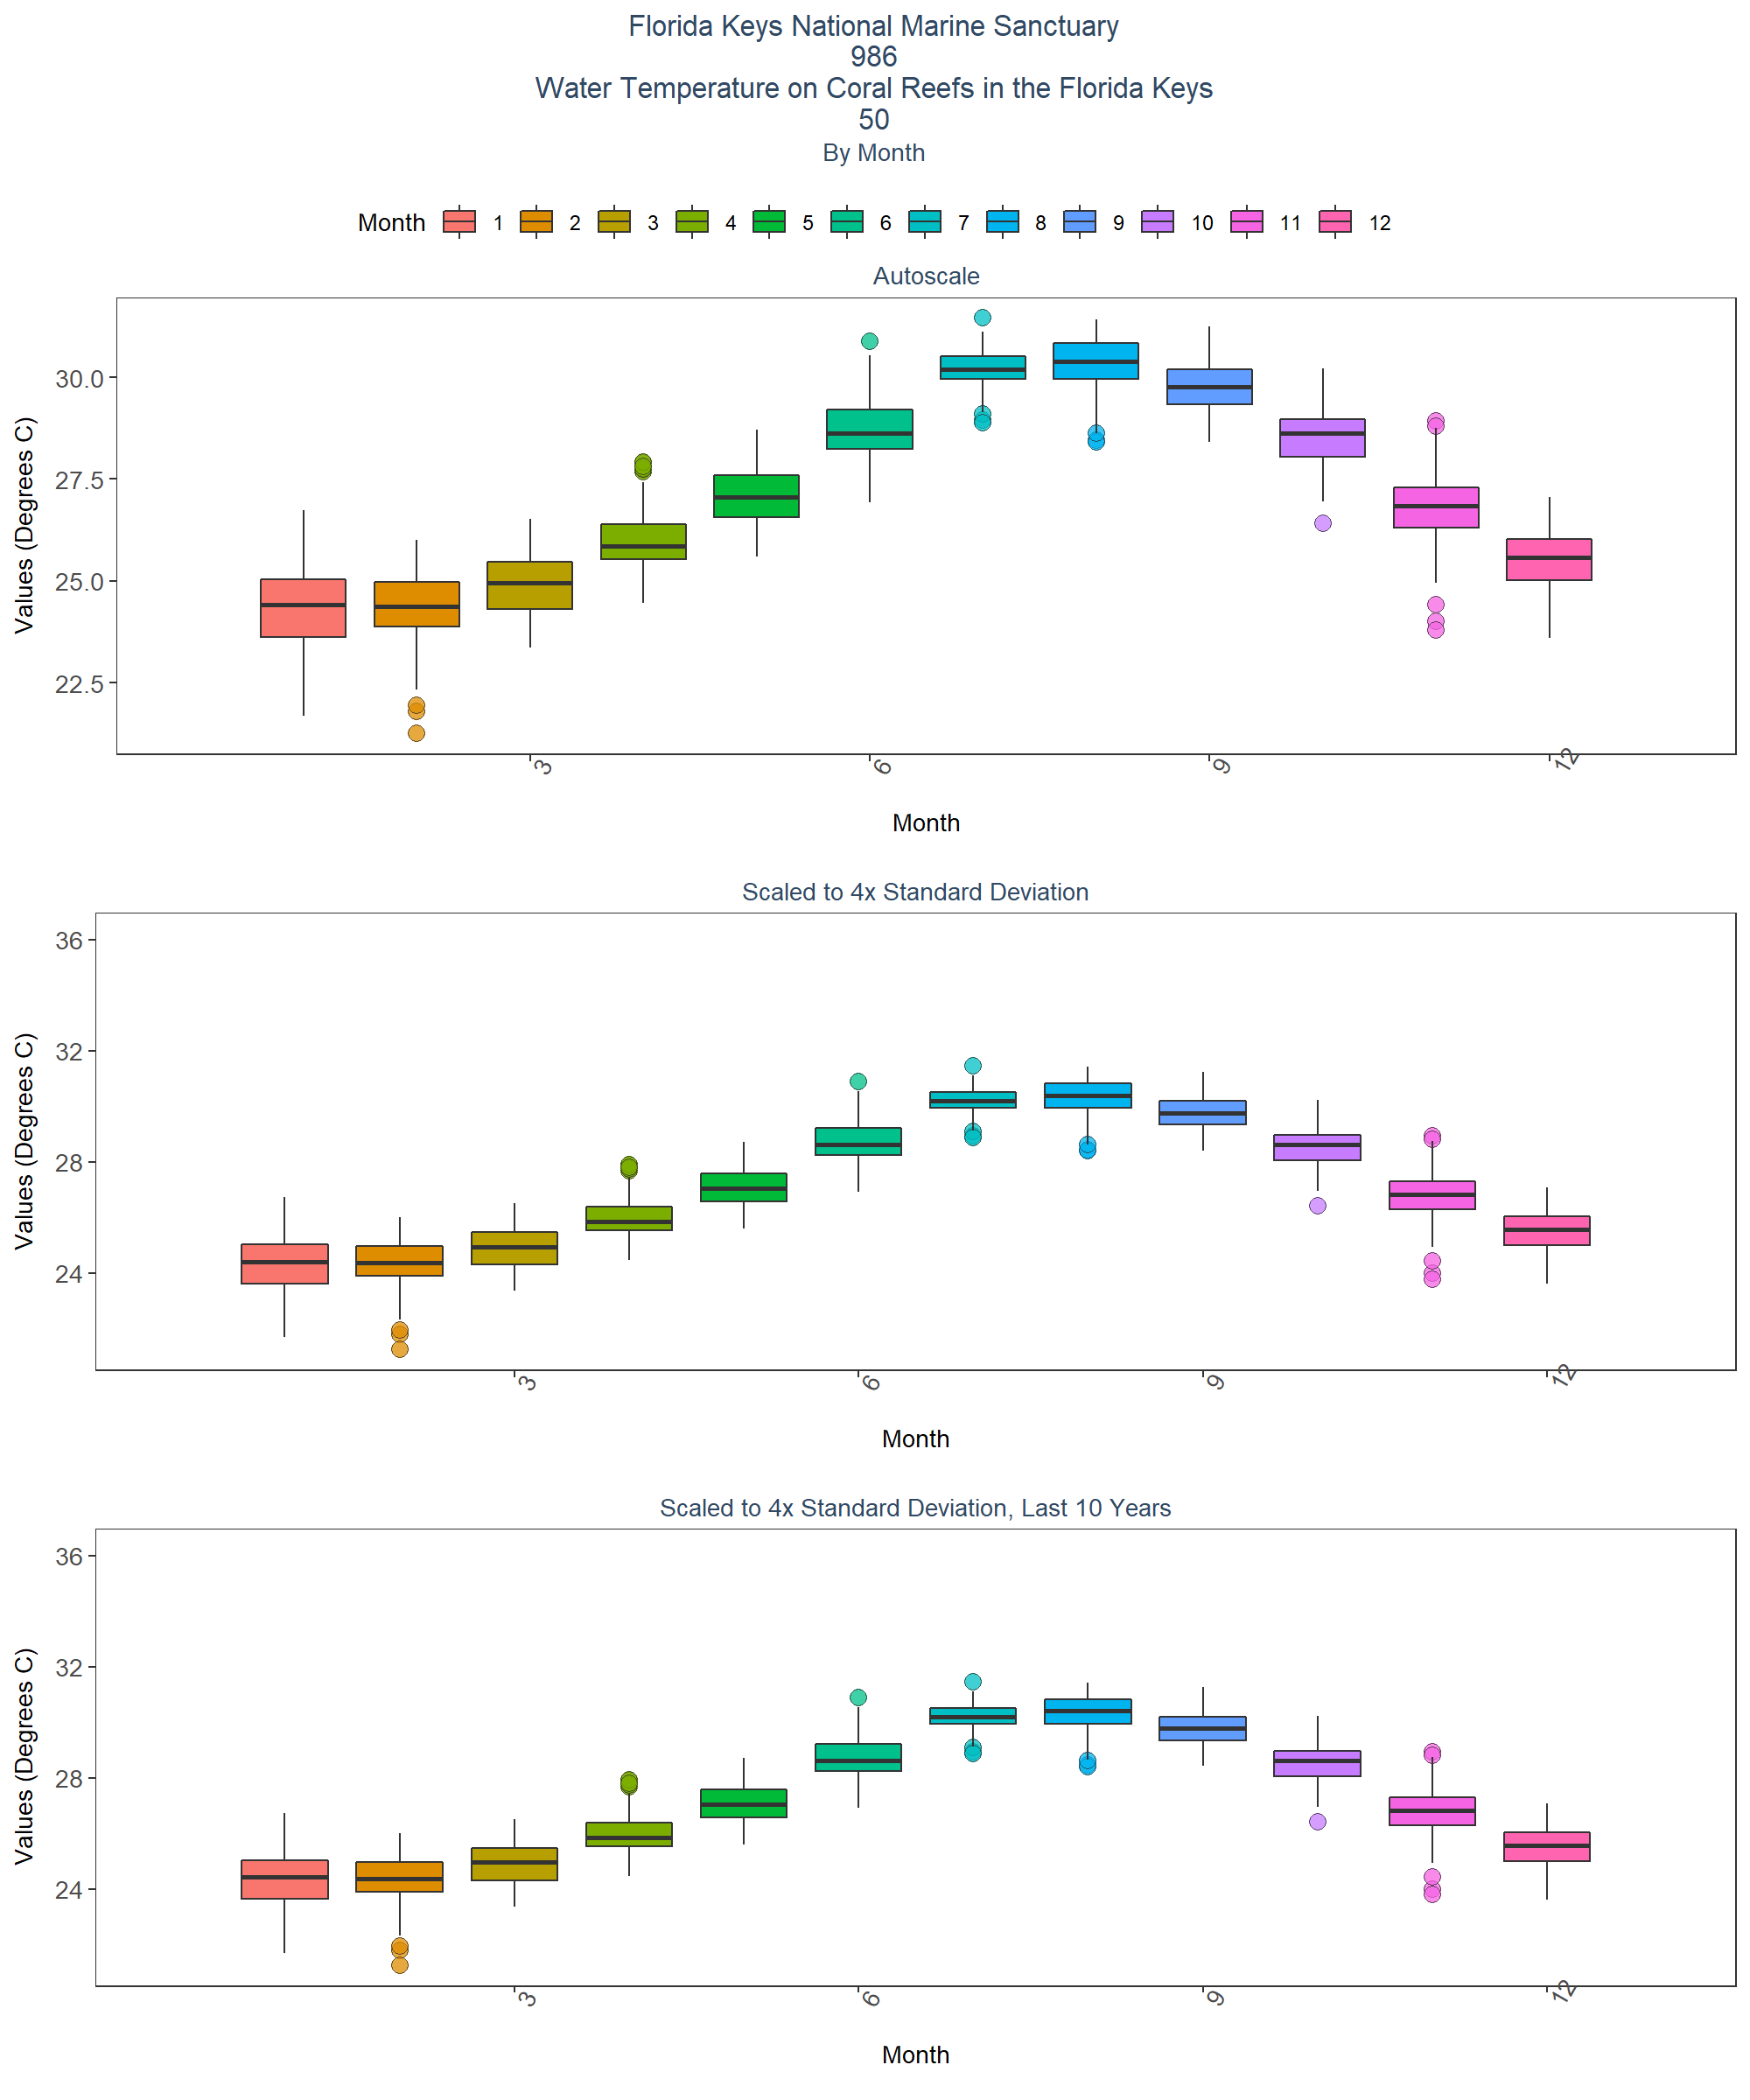 Florida Keys National Marine Sanctuary
986
Water Temperature on Coral Reefs in the Florida Keys
50
By Month
Month 1 2 3 4 5 6 7 8 9 10 11 12
Autoscale
Values (Degrees C)
30.0
27.5
25.0
22.5
3 6 9 12
Month
Scaled to 4x Standard Deviation
Values (Degrees C)
36
32
28
24
3 6 9 12
Month
Scaled to 4x Standard Deviation, Last 10 Years
Values (Degrees C)
36
32
28
24
3 6 9 12
Month